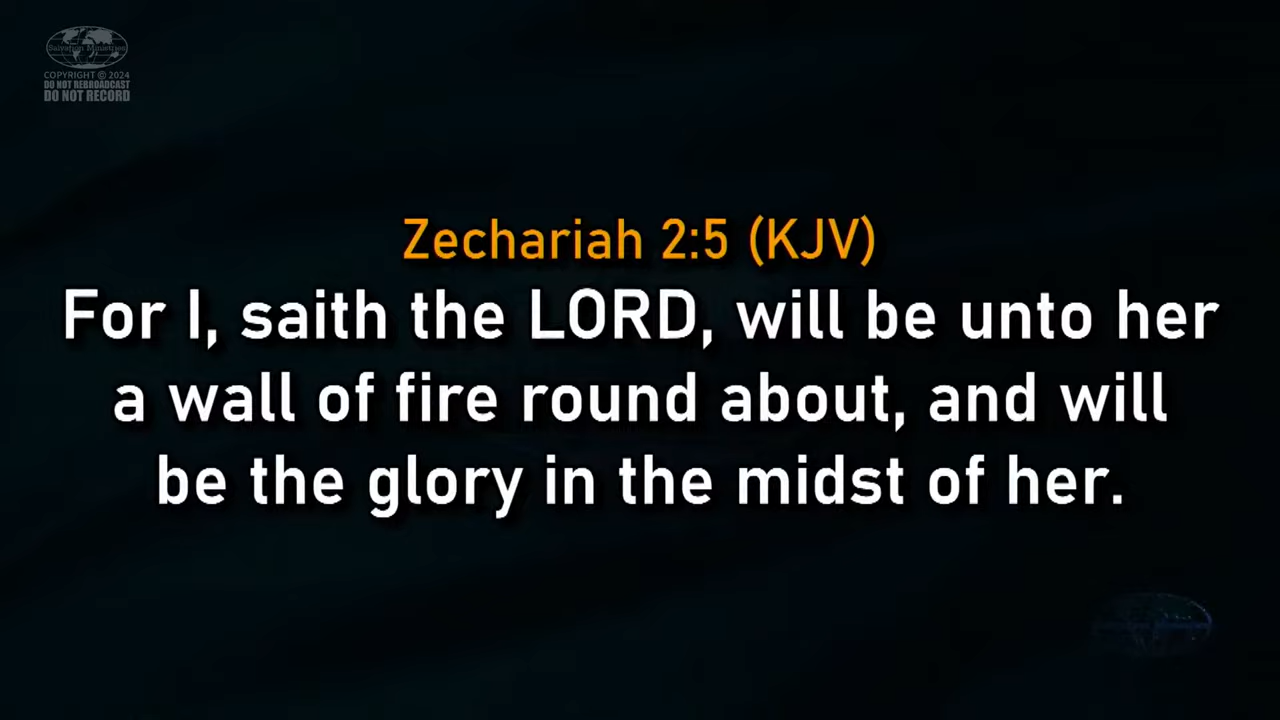 Salvation Ministries
COPYRIGHT © 2024
DO NOT REBROADCAST
DO NOT RECORD
Zechariah 2:5 (KJV)
For I, saith the LORD, will be unto her
a wall of fire round about, and will
be the glory in the midst of her.